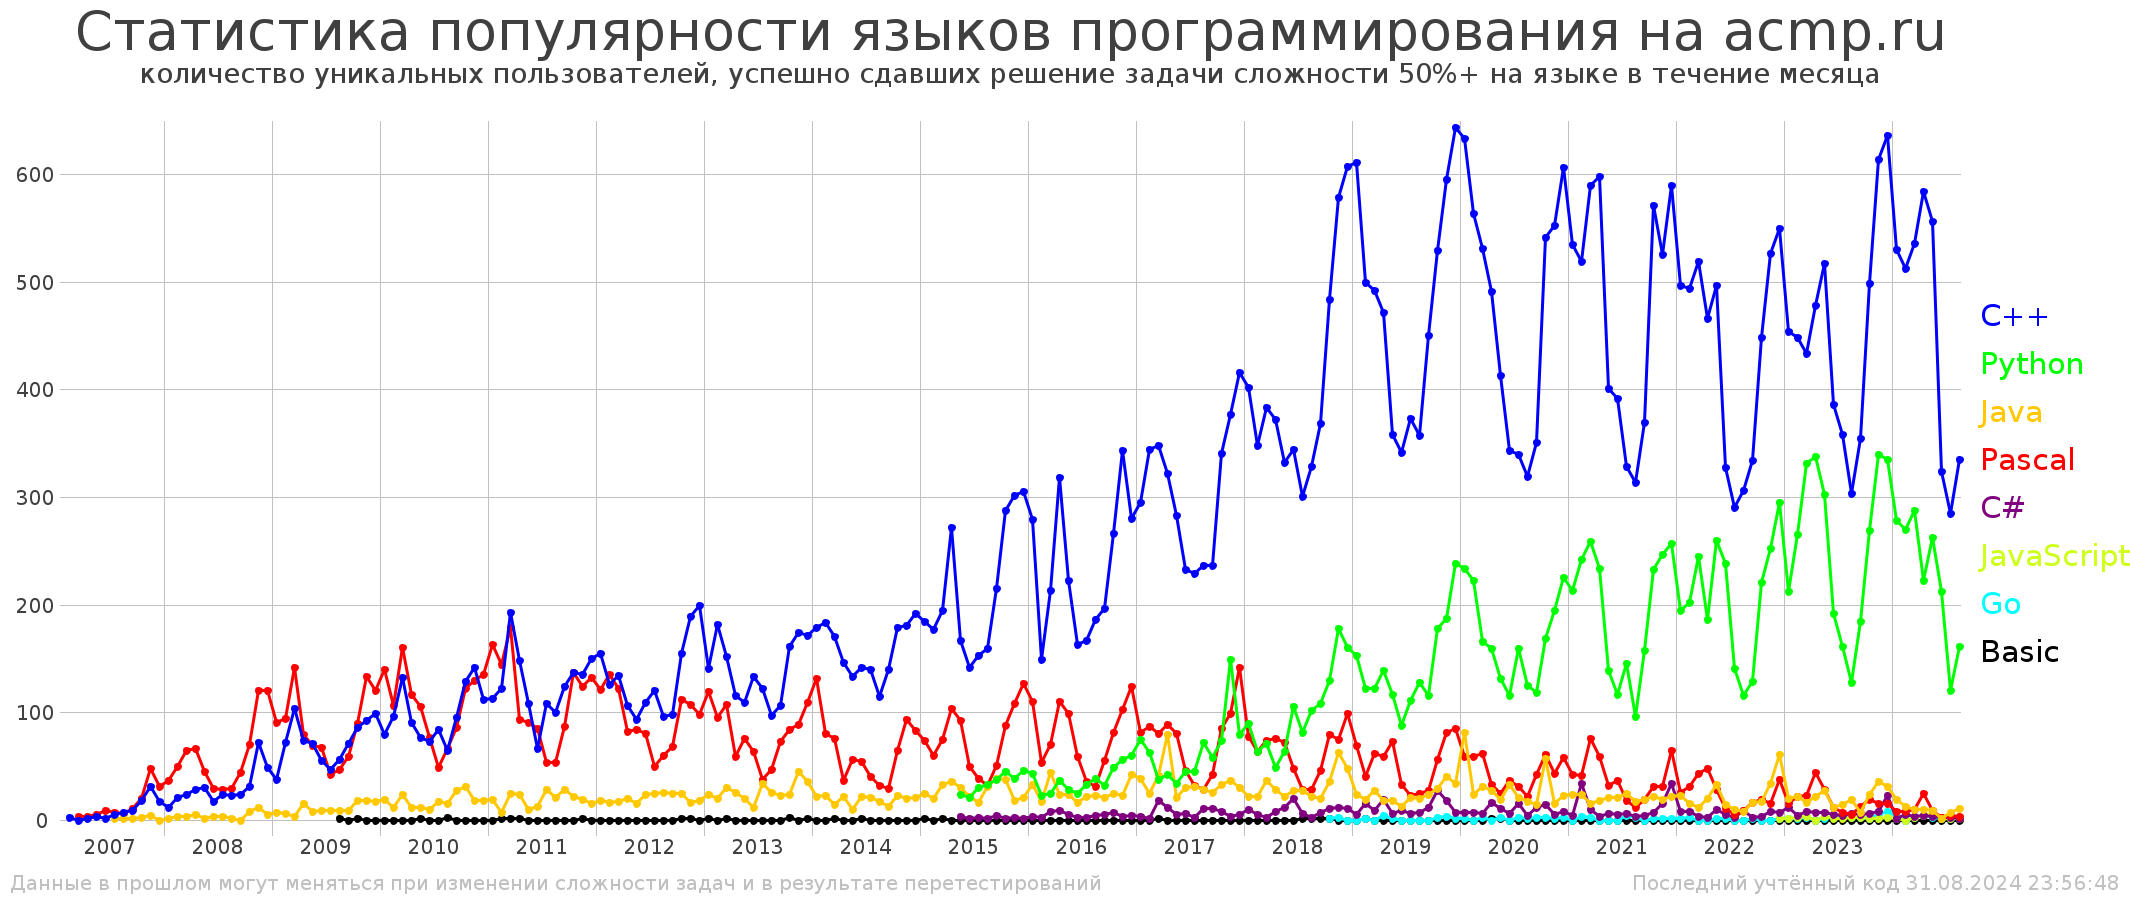 Статистика популярности языков программирования на acmp.ru
количество уникальных пользователей, успешно сдавших решение задачи сложности 50%+ на языке в течение месяца
600
500
400
300
200
100
0
C++
Python
Java
Pascal
C#
JavaScript
Go
Basic
2007 2008 2009 2010 2011 2012 2013 2014 2015 2016 2017 2018 2019 2020 2021 2022 2023
Данные в прошлом могут меняться при изменении сложности задач и в результате перетестирований
Последний учтённый код 31.08.2024 23:56:48